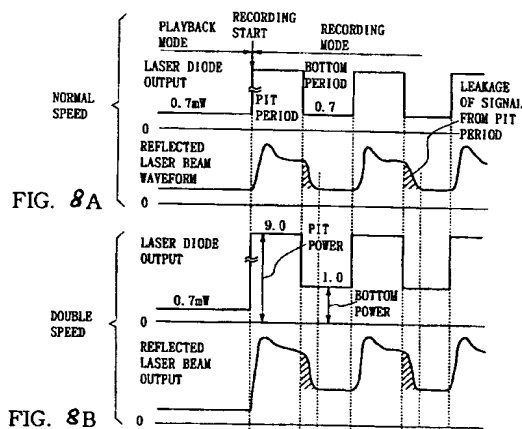 RECORDING
START
PLAYBACK
MODE
RECORDING
MODE
LASER DIODE
OUTPUT
BOTTOM
PERIOD
LEAKAGE
OF SIGNAL
FROM PIT
PERIOD
NORMAL
SPEED
0.7mW
PIT
PERIOD
0.7
0
REFLECTED
LASER BEAM
WAVEFORM
0
FIG. 8A
LASER DIODE
OUTPUT
9.0
PIT
POWER
1.0
0.7mW
BOTTOM
POWER
0
DOUBLE
SPEED
REFLECTED
LASER BEAM
OUTPUT
0
FIG. 8B